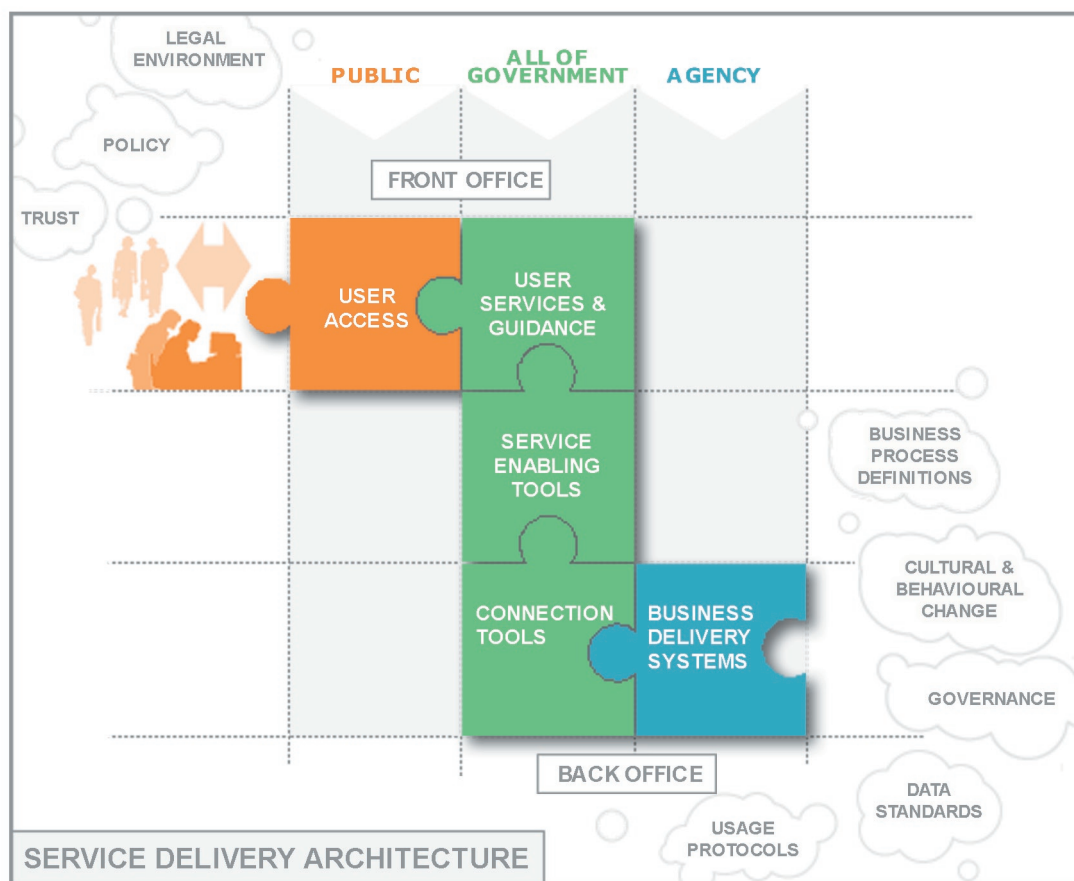 LEGAL
ENVIRONMENT
POLICY
TRUST
PUBLIC
ALL OF
GOVERNMENT
AGENCY
FRONT OFFICE
USER
ACCESS
USER
SERVICES &
GUIDANCE
SERVICE
ENABLING
TOOLS
CONNECTION
TOOLS
BUSINESS
DELIVERY
SYSTEMS
BUSINESS
PROCESS
DEFINITIONS
CULTURAL &
BEHAVIOURAL
CHANGE
GOVERNANCE
DATA
STANDARDS
USAGE
PROTOCOLS
BACK OFFICE
SERVICE DELIVERY ARCHITECTURE